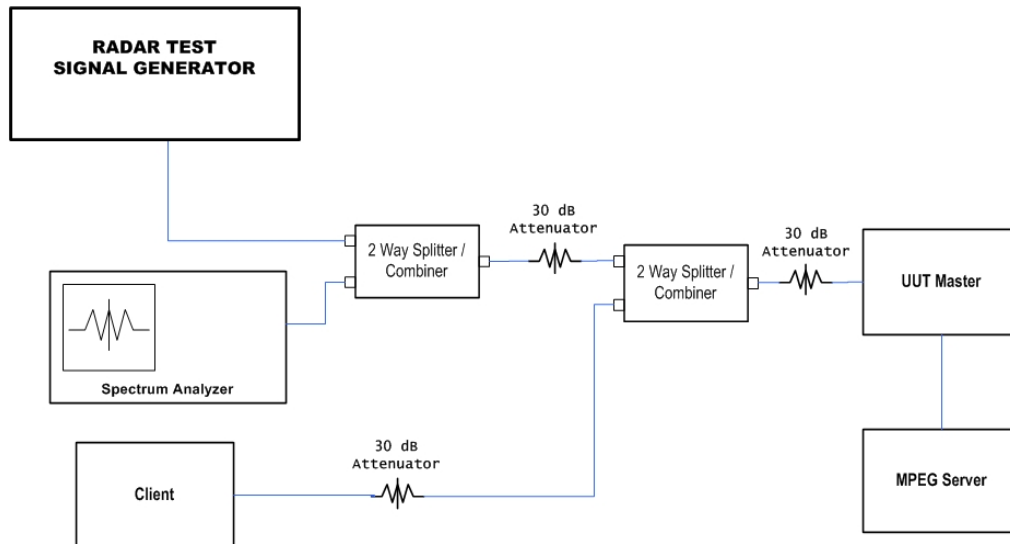 RADAR TEST
SIGNAL GENERATOR
30 dB
Attenuator
30 dB
Attenuator
2 Way Splitter /
Combiner
2 Way Splitter /
Combiner
UUT Master
Spectrum Analyzer
30 dB
Attenuator
Client
MPEG Server